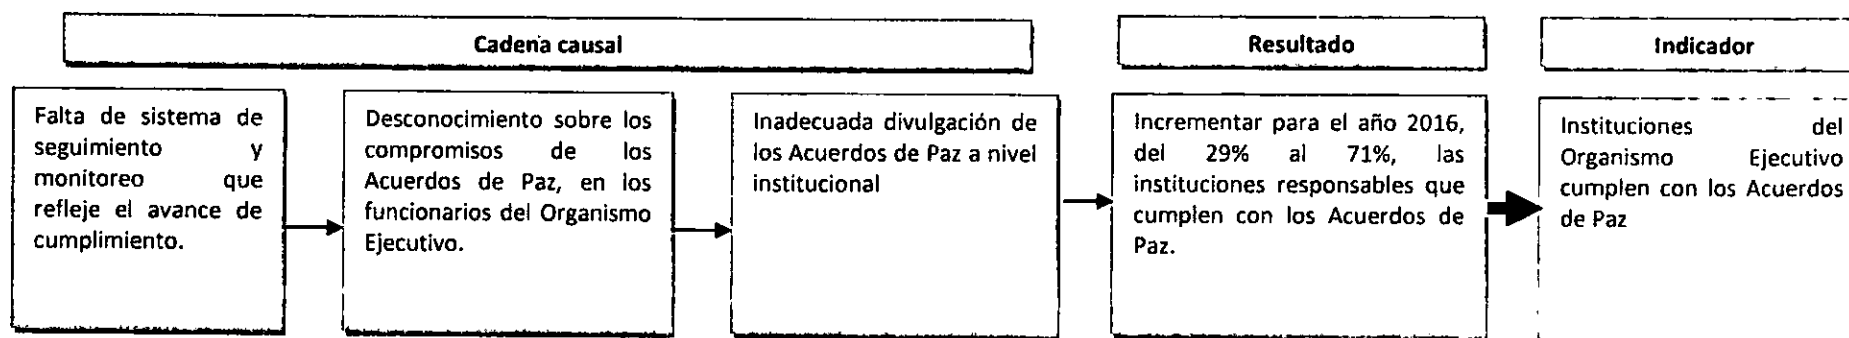 Cadena causal
Resultado
Indicador
Falta de sistema de
seguimiento y
monitoreo que
refleje el avance de
cumplimiento.
Desconocimiento sobre los
compromisos de los
Acuerdos de Paz, en los
funcionarios del Organismo
Ejecutivo.
Inadecuada divulgación de
los Acuerdos de Paz a nivel
institucional
Incrementar para el año 2016,
del 29% al 71%, las
instituciones responsables que
cumplen con los Acuerdos de
Paz.
Instituciones del
Organismo Ejecutivo
cumplen con los Acuerdos
de Paz